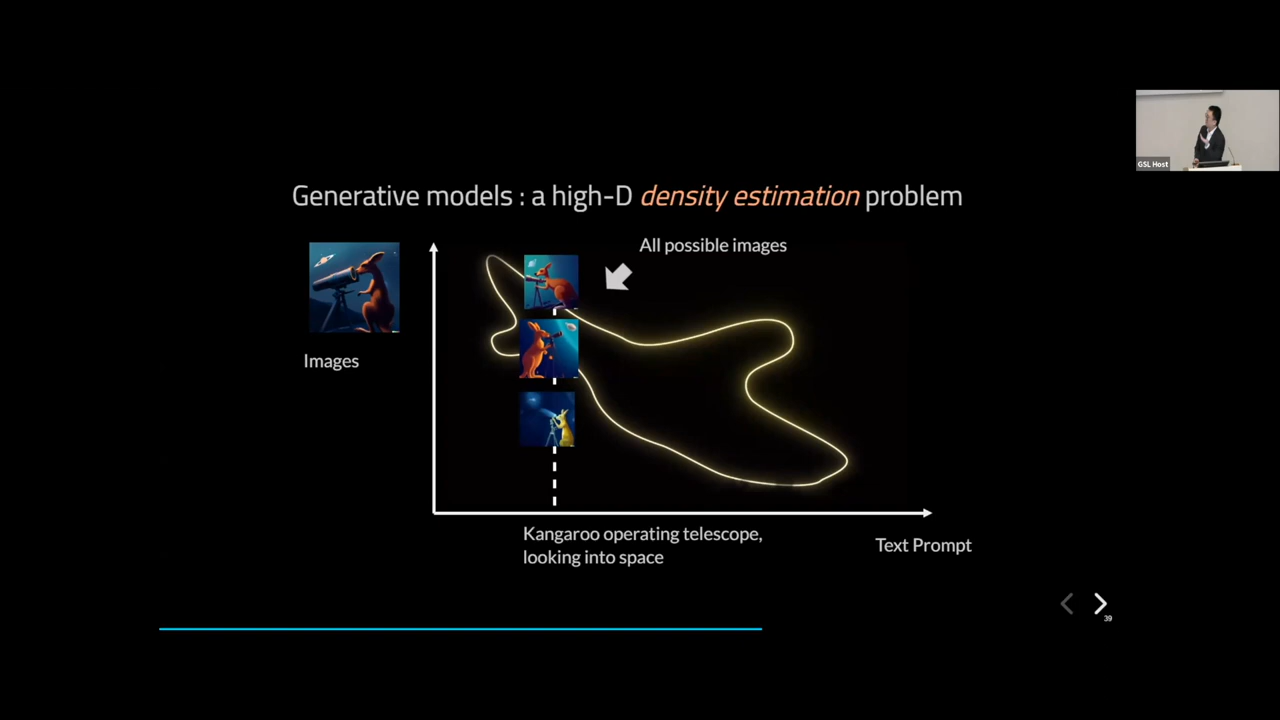 GSL Host
Generative models : a high-D density estimation problem
All possible images
Images
Kangaroo operating telescope,
looking into space
Text Prompt
39